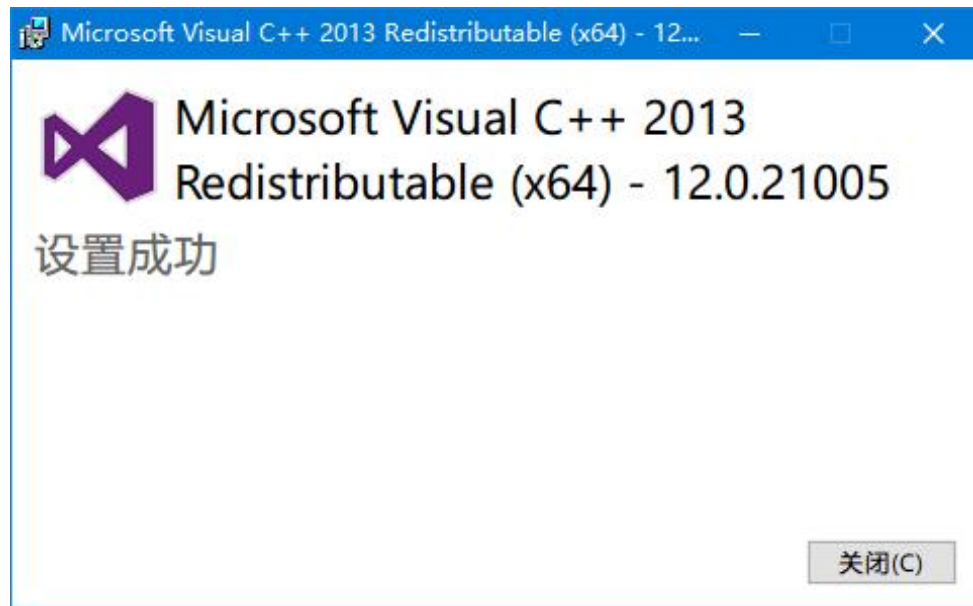 Microsoft Visual C++ 2013 Redistributable (x64) - 12...
Microsoft Visual C++ 2013
Redistributable (x64) - 12.0.21005
设置成功
关闭(C)